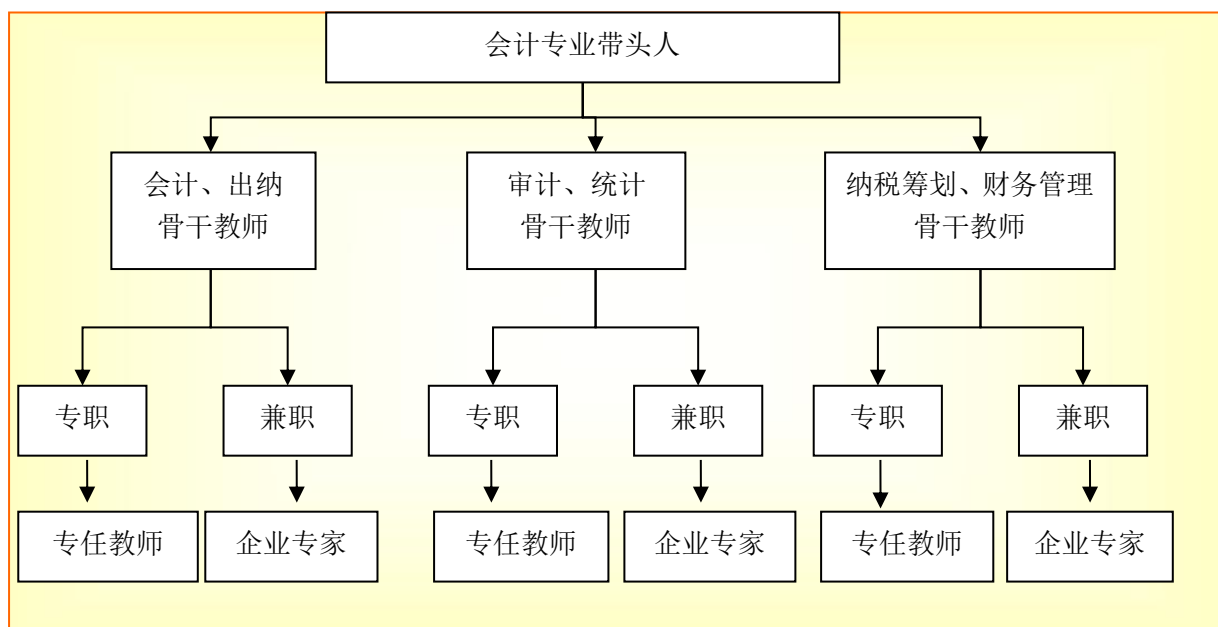 会计专业带头人
会计、出纳
骨干教师
审计、统计
骨干教师
纳税筹划、财务管理
骨干教师
专职
兼职
专职
兼职
专职
兼职
专任教师
企业专家
专任教师
企业专家
专任教师
企业专家